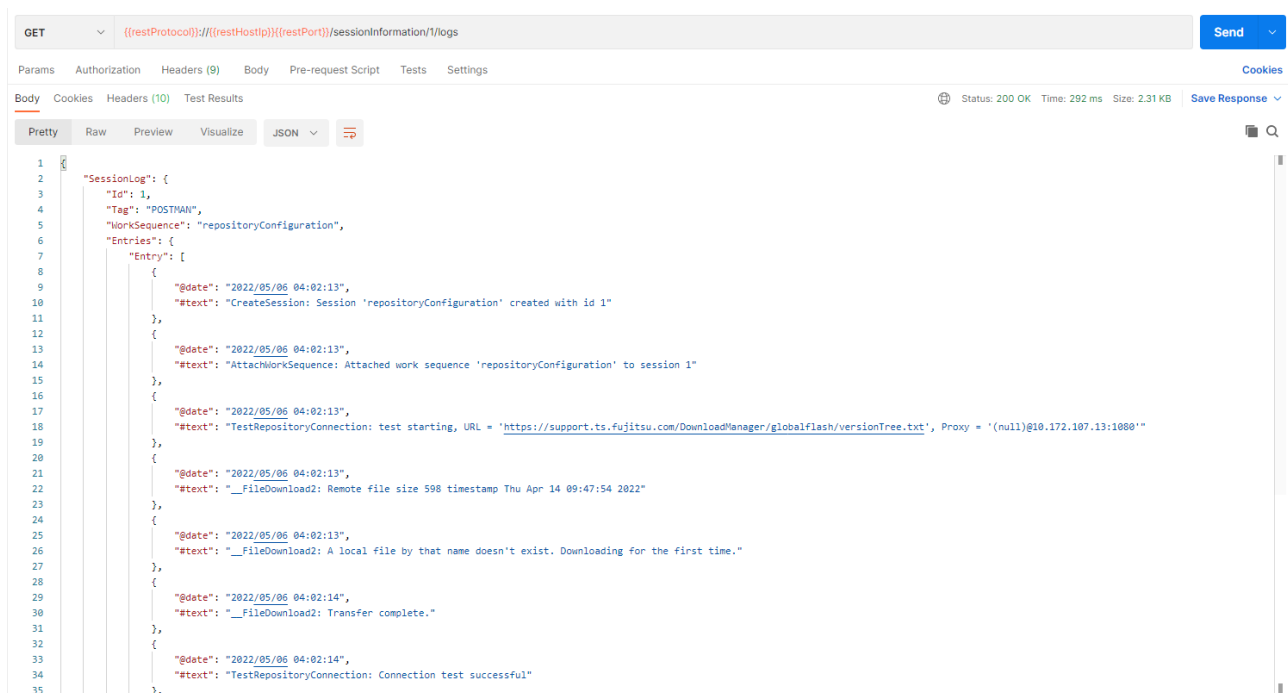 GET {{restProtocol}}://{{restHostIp}}{{restPort}}/sessionInformation/1/logs Send
Params Authorization Headers (9) Body Pre-request Script Tests Settings Cookies
Body Cookies Headers (10) Test Results Status: 200 OK Time: 292 ms Size: 2.31 KB Save Response
Pretty Raw Preview Visualize JSON
1 {
2 "SessionLog": {
3 "Id": 1,
4 "Tag": "POSTMAN",
5 "WorkSequence": "repositoryConfiguration",
6 "Entries": {
7 "Entry": [
8 {
9 "@date": "2022/05/06 04:02:13",
10 "#text": "CreateSession: Session 'repositoryConfiguration' created with id 1"
11 },
12 {
13 "@date": "2022/05/06 04:02:13",
14 "#text": "AttachWorkSequence: Attached work sequence 'repositoryConfiguration' to session 1"
15 },
16 {
17 "@date": "2022/05/06 04:02:13",
18 "#text": "TestRepositoryConnection: test starting, URL = 'https://support.ts.fujitsu.com/DownloadManager/globalflash/versionTree.txt', Proxy = '(null)@10.172.107.13:1080'"
19 },
20 {
21 "@date": "2022/05/06 04:02:13",
22 "#text": "__FileDownload2: Remote file size 598 timestamp Thu Apr 14 09:47:54 2022"
23 },
24 {
25 "@date": "2022/05/06 04:02:13",
26 "#text": "__FileDownload2: A local file by that name doesn't exist. Downloading for the first time."
27 },
28 {
29 "@date": "2022/05/06 04:02:14",
30 "#text": "__FileDownload2: Transfer complete."
31 },
32 {
33 "@date": "2022/05/06 04:02:14",
34 "#text": "TestRepositoryConnection: Connection test successful"
35 },